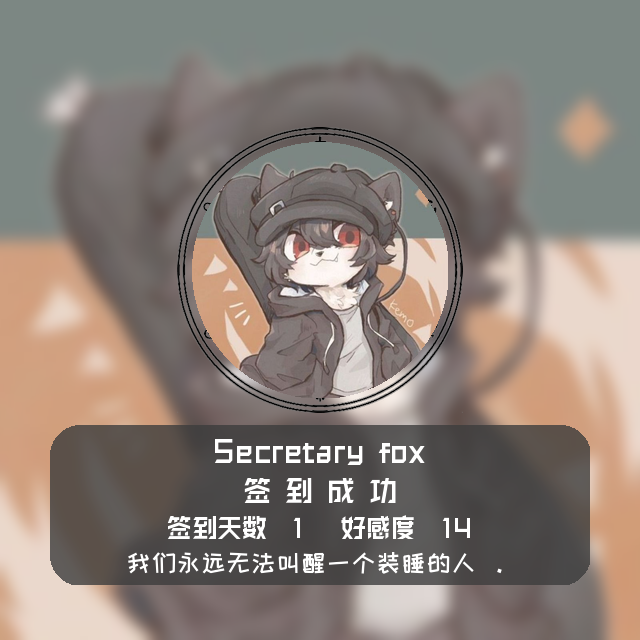 Kemo
Secretary fox
签到成功
签到天数 1 好感度 14
我们永远无法叫醒一个装睡的人 .